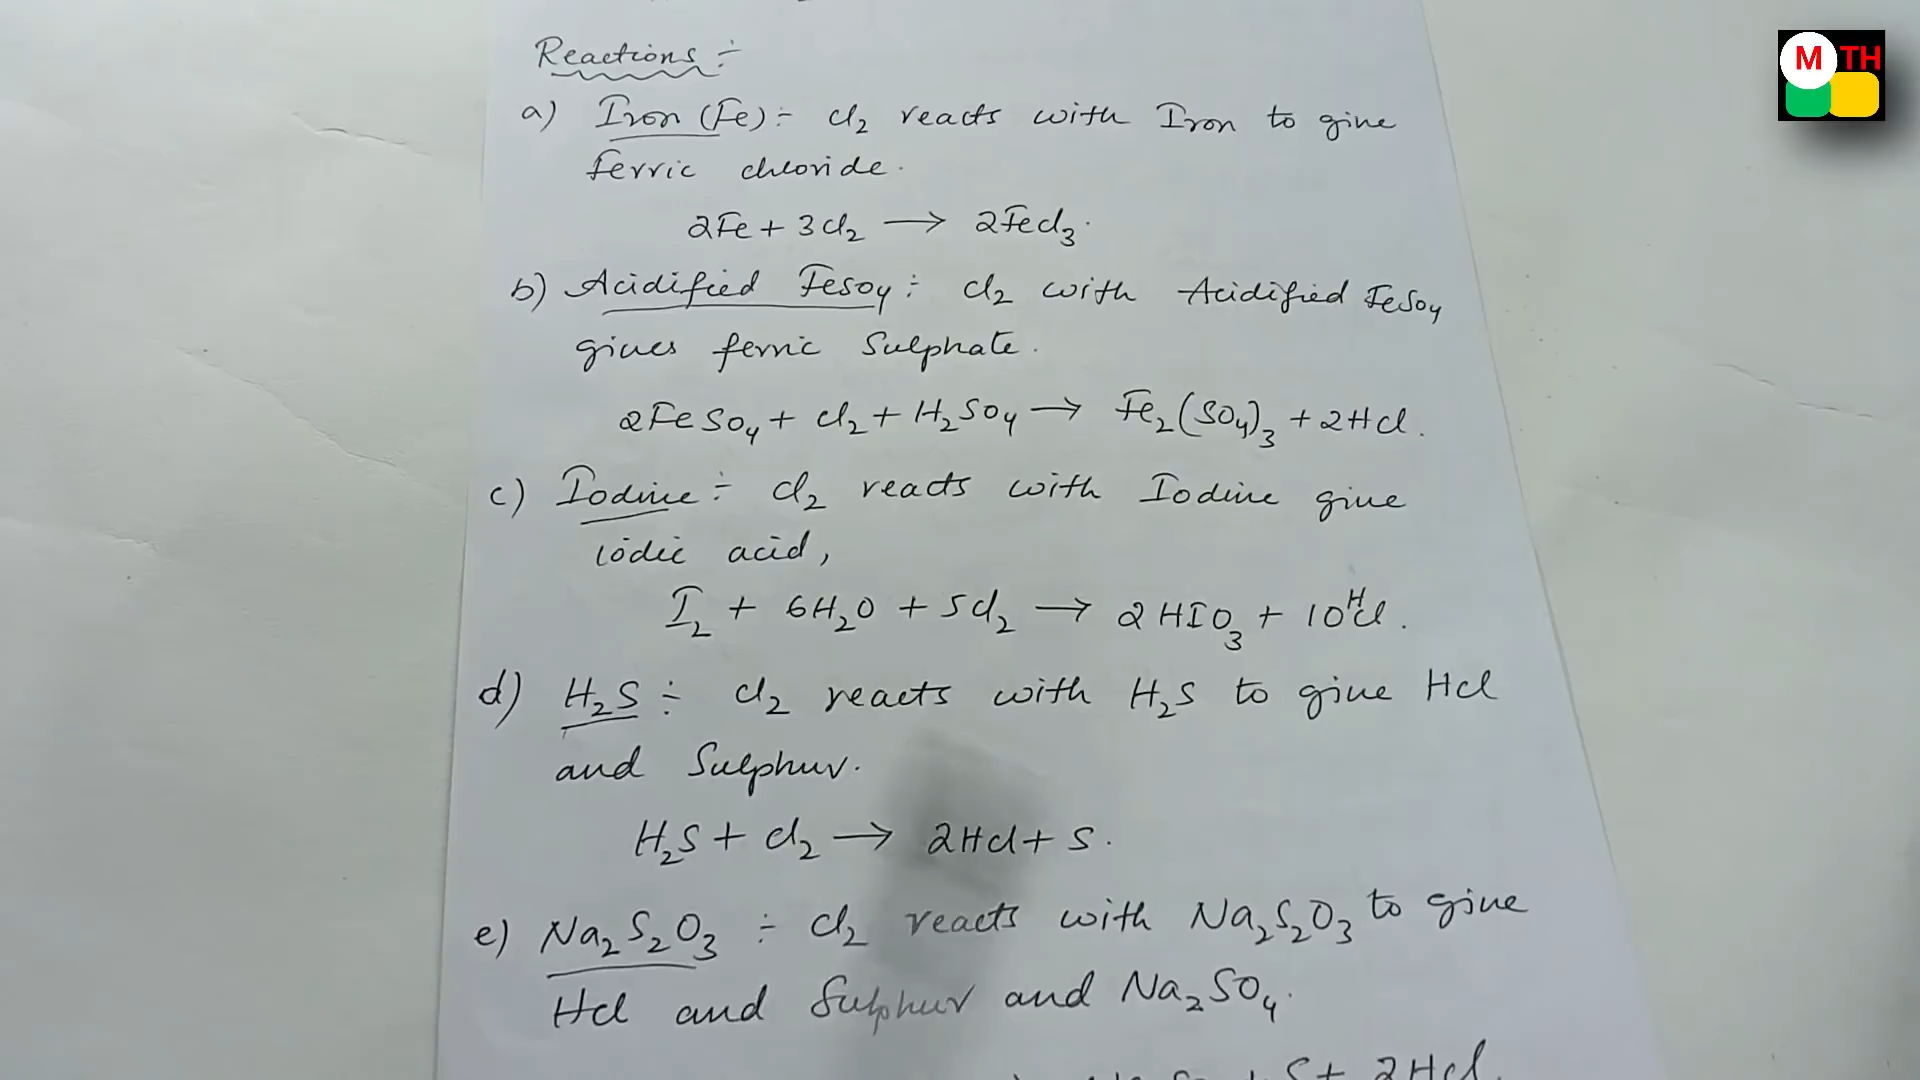 Reactions :-
a) Iron (Fe) :- Cl₂ reacts with Iron to give
ferric chloride.
2Fe + 3Cl₂ → 2FeCl₃.
b) Acidified FeSO₄ :- Cl₂ with Acidified FeSO₄
gives ferric Sulphate.
2FeSO₄ + Cl₂ + H₂SO₄ → Fe₂(SO₄)₃ + 2HCl.
c) Iodine :- Cl₂ reacts with Iodine give
iodic acid,
I₂ + 6H₂O + 5Cl₂ → 2HIO₃ + 10HCl.
d) H₂S :- Cl₂ reacts with H₂S to give HCl
and Sulphur.
H₂S + Cl₂ → 2HCl + S.
e) Na₂S₂O₃ :- Cl₂ reacts with Na₂S₂O₃ to give
HCl and Sulphur and Na₂SO₄.
S + 2HCl.
M TH